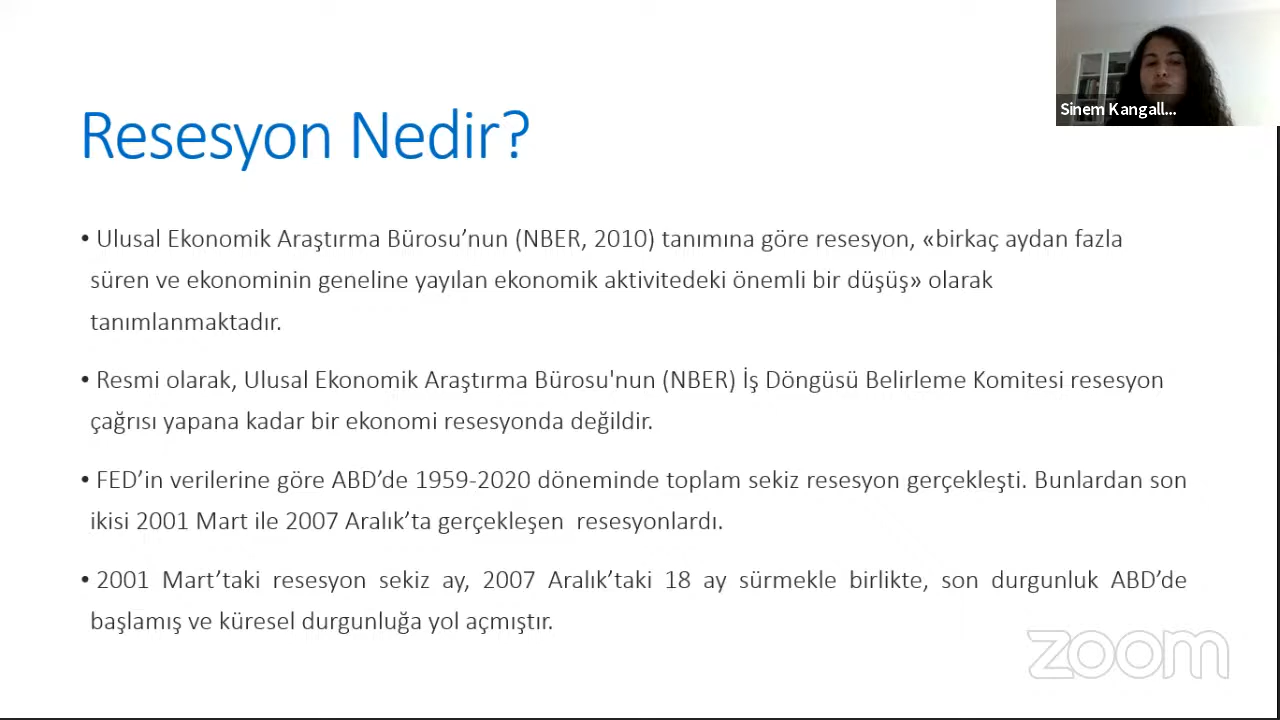 Sinem Kangall...
Resesyon Nedir?
• Ulusal Ekonomik Araştırma Bürosu’nun (NBER, 2010) tanımına göre resesyon, «birkaç aydan fazla
süren ve ekonominin geneline yayılan ekonomik aktivitedeki önemli bir düşüş» olarak
tanımlanmaktadır.
• Resmi olarak, Ulusal Ekonomik Araştırma Bürosu'nun (NBER) İş Döngüsü Belirleme Komitesi resesyon
çağrısı yapana kadar bir ekonomi resesyonda değildir.
• FED’in verilerine göre ABD’de 1959-2020 döneminde toplam sekiz resesyon gerçekleşti. Bunlardan son
ikisi 2001 Mart ile 2007 Aralık’ta gerçekleşen  resesyonlardı.
• 2001 Mart’taki resesyon sekiz ay, 2007 Aralık’taki 18 ay sürmekle birlikte, son durgunluk ABD’de
başlamış ve küresel durgunluğa yol açmıştır.
zoom